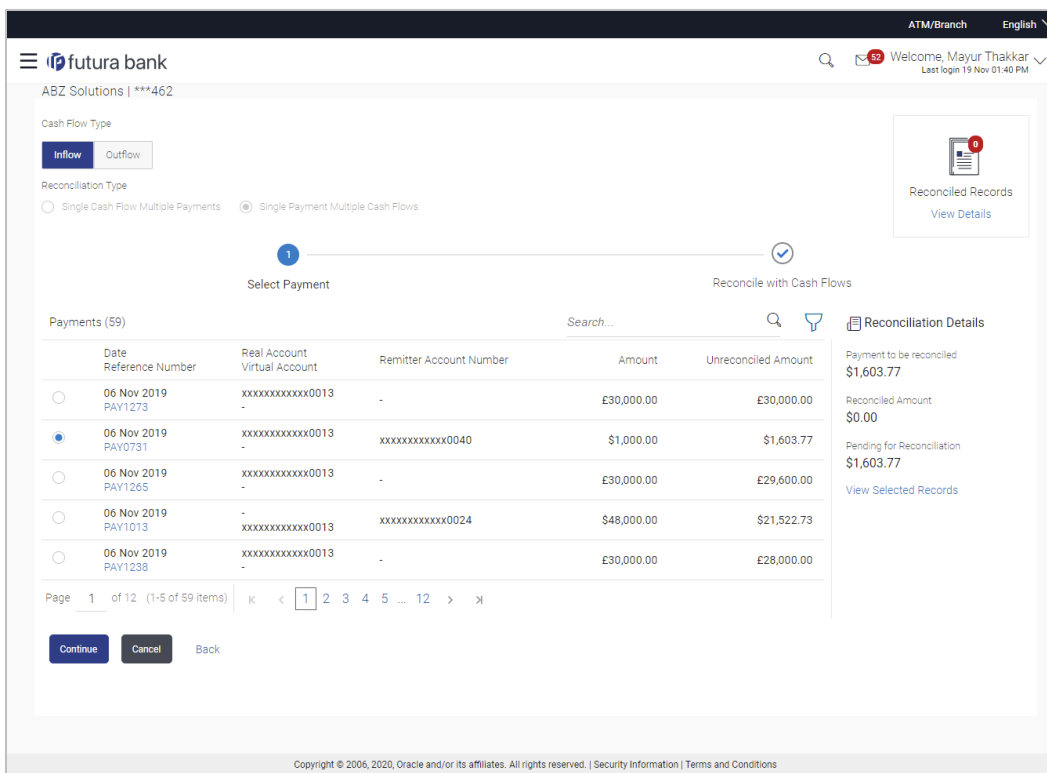 ATM/Branch English
futura bank
52 Welcome, Mayur Thakkar
Last login 19 Nov 01:40 PM
ABZ Solutions | ***462
Cash Flow Type
Inflow Outflow
0
Reconciled Records
View Details
Reconciliation Type
Single Cash Flow Multiple Payments Single Payment Multiple Cash Flows
1
Select Payment Reconcile with Cash Flows
Payments (59) Search...
Date Real Account Remitter Account Number Amount Unreconciled Amount
Reference Number Virtual Account
06 Nov 2019 xxxxxxxxxxxx0013 - £30,000.00 £30,000.00
PAY1273 -
06 Nov 2019 xxxxxxxxxxxx0013 xxxxxxxxxxxx0040 $1,000.00 $1,603.77
PAY0731 -
06 Nov 2019 xxxxxxxxxxxx0013 - £30,000.00 £29,600.00
PAY1265 -
06 Nov 2019 - xxxxxxxxxxxx0024 $48,000.00 $21,522.73
PAY1013 xxxxxxxxxxxx0013
06 Nov 2019 xxxxxxxxxxxx0013 - £30,000.00 £28,000.00
PAY1238 -
Page 1 of 12 (1-5 of 59 items) K < 1 2 3 4 5 ... 12 > >|
Reconciliation Details
Payment to be reconciled
$1,603.77
Reconciled Amount
$0.00
Pending for Reconciliation
$1,603.77
View Selected Records
Continue Cancel Back
Copyright © 2006, 2020, Oracle and/or its affiliates. All rights reserved. | Security Information | Terms and Conditions